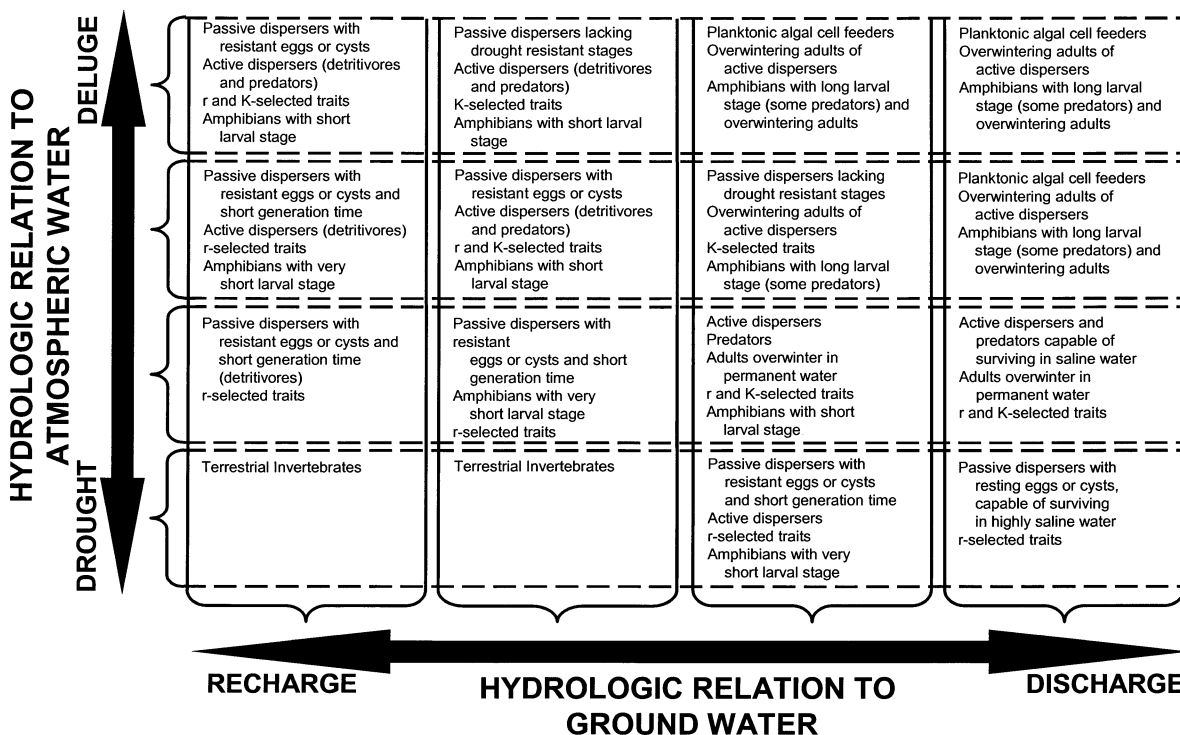 HYDROLOGIC RELATION TO
ATMOSPHERIC WATER
DELUGE
DROUGHT
Passive dispersers with
resistant eggs or cysts
Active dispersers (detritivores
and predators)
r and K-selected traits
Amphibians with short
larval stage
Passive dispersers lacking
drought resistant stages
Active dispersers (detritivores
and predators)
K-selected traits
Amphibians with short larval
stage
Planktonic algal cell feeders
Overwintering adults of
active dispersers
Amphibians with long larval
stage (some predators) and
overwintering adults
Planktonic algal cell feeders
Overwintering adults of
active dispersers
Amphibians with long larval
stage (some predators) and
overwintering adults
Passive dispersers with
resistant eggs or cysts and
short generation time
Active dispersers (detritivores)
r-selected traits
Amphibians with very
short larval stage
Passive dispersers with
resistant eggs or cysts
Active dispersers (detritivores
and predators)
r and K-selected traits
Amphibians with short
larval stage
Passive dispersers lacking
drought resistant stages
Overwintering adults of
active dispersers
K-selected traits
Amphibians with long larval
stage (some predators)
Planktonic algal cell feeders
Overwintering adults of
active dispersers
Amphibians with long larval
stage (some predators) and
overwintering adults
Passive dispersers with
resistant eggs or cysts and
short generation time
(detritivores)
r-selected traits
Passive dispersers with
resistant
eggs or cysts and short
generation time
Amphibians with very
short larval stage
r-selected traits
Active dispersers
Predators
Adults overwinter in
permanent water
r and K-selected traits
Amphibians with short
larval stage
Active dispersers and
predators capable of
surviving in saline water
Adults overwinter in
permanent water
r and K-selected traits
Terrestrial Invertebrates
Terrestrial Invertebrates
Passive dispersers with
resistant eggs or cysts
and short generation time
Active dispersers
r-selected traits
Amphibians with very
short larval stage
Passive dispersers with
resting eggs or cysts,
capable of surviving
in highly saline water
r-selected traits
RECHARGE
HYDROLOGIC RELATION TO
GROUND WATER
DISCHARGE